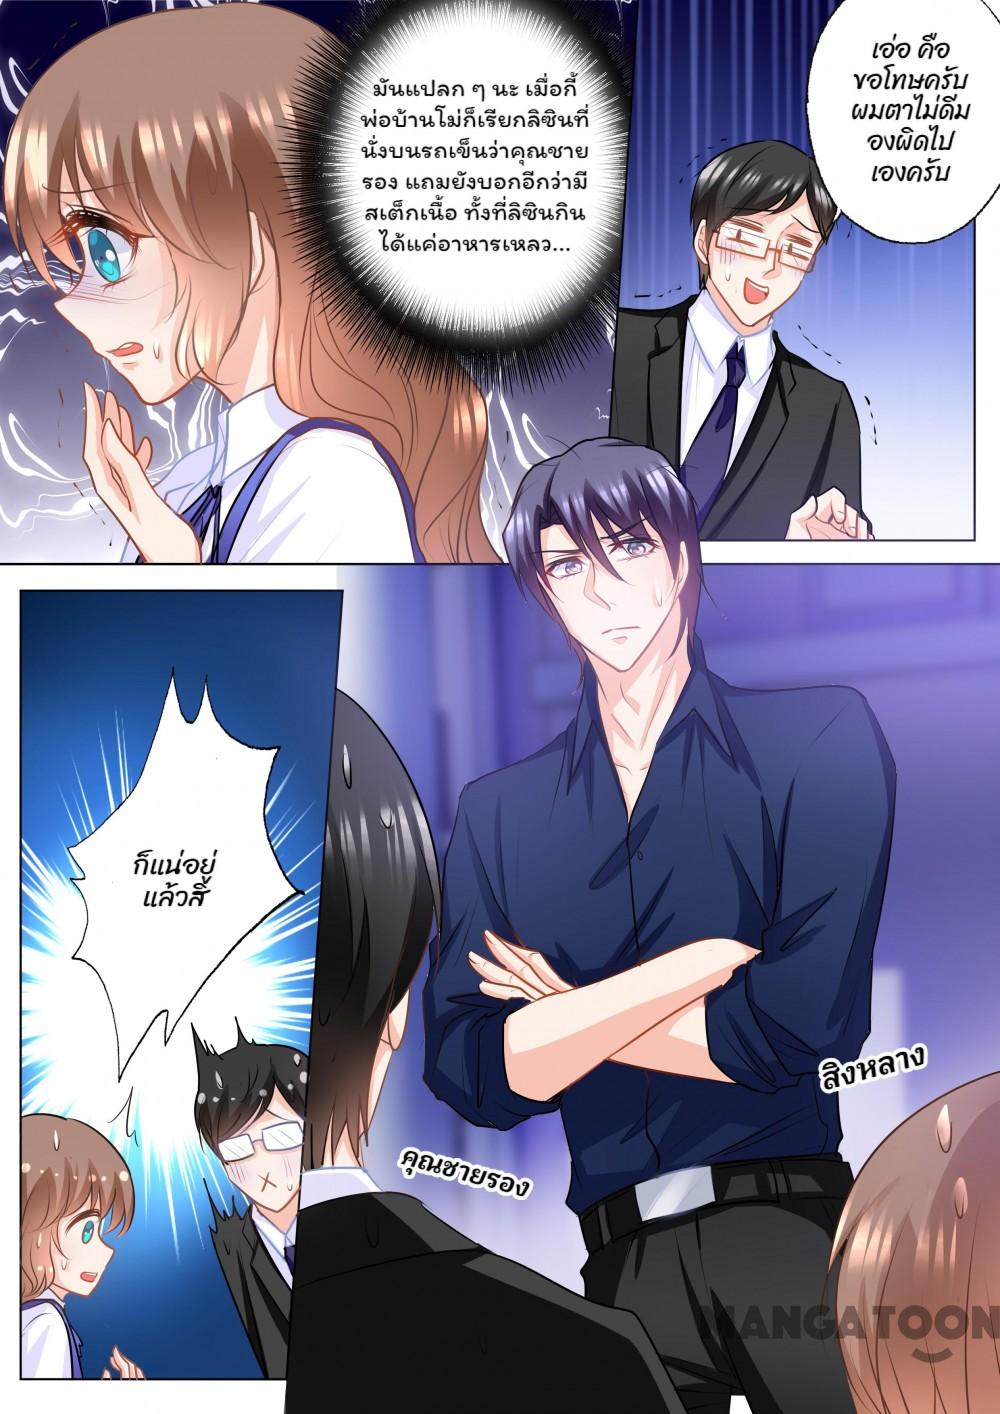 มันแปลก ๆ นะ เมื่อกี้
พ่อบ้านโม่ก็เรียกลิซินที่
นั่งบนรถเข็นว่าคุณชาย
รอง แถมยังบอกอีกว่ามี
สเต็กเนื้อ ทั้งที่ลิซินกิน
ได้แค่อาหารเหลว...
เอ่อ คือ
ขอโทษครับ
ผมตาไม่ดีม
องผิดไป
เองครับ
ก็แน่อยู่
แล้วสิ
สิงหลาง
คุณชายรอง
MANGATOON